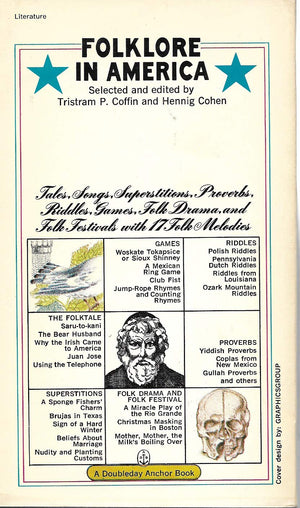 Literature
FOLKLORE
IN AMERICA
Selected and edited by
Tristram P. Coffin and Hennig Cohen
Tales, Songs, Superstitions, Proverbs,
Riddles, Games, Folk Drama, and
Folk Festivals with 17 Folk Melodies
GAMES
Woskate Tokapsice
or Sioux Shinney
A Mexican
Ring Game
Club Fist
Jump-Rope Rhymes
and Counting
Rhymes
RIDDLES
Polish Riddles
Pennsylvania
Dutch Riddles
Riddles from
Louisiana
Ozark Mountain
Riddles
THE FOLKTALE
Saru-to-kani
The Bear Husband
Why the Irish Came
to America
Juan Jose
Using the Telephone
PROVERBS
Yiddish Proverbs
Coplas from
New Mexico
Gullah Proverbs
and others
SUPERSTITIONS
A Sponge Fishers'
Charm
Brujas in Texas
Sign of a Hard
Winter
Beliefs About
Marriage
Nudity and Planting
Customs
FOLK DRAMA AND
FOLK FESTIVAL
A Miracle Play of
the Rio Grande
Christmas Masking
in Boston
Mother, Mother, the
Milk's Boiling Over
A Doubleday Anchor Book
Cover design by: GRAPHICSGROUP